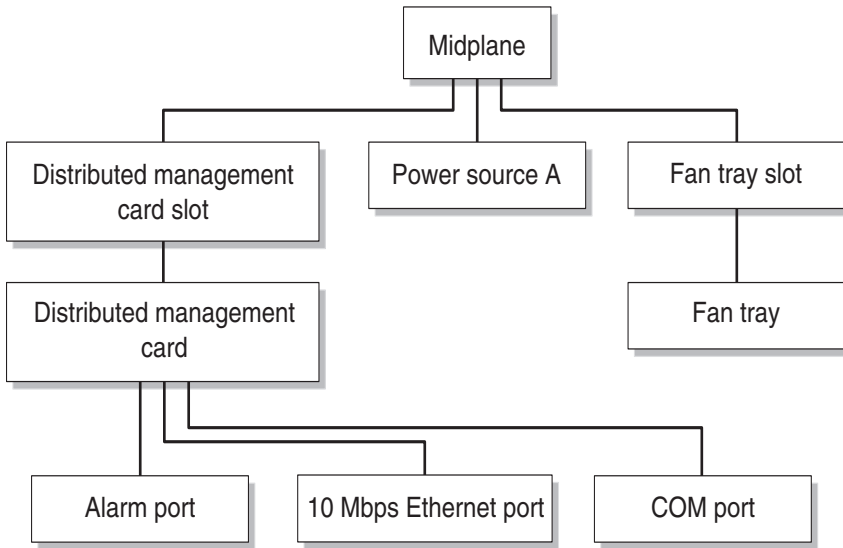 Midplane
Distributed management
card slot
Power source A
Fan tray slot
Distributed management
card
Fan tray
Alarm port
10 Mbps Ethernet port
COM port